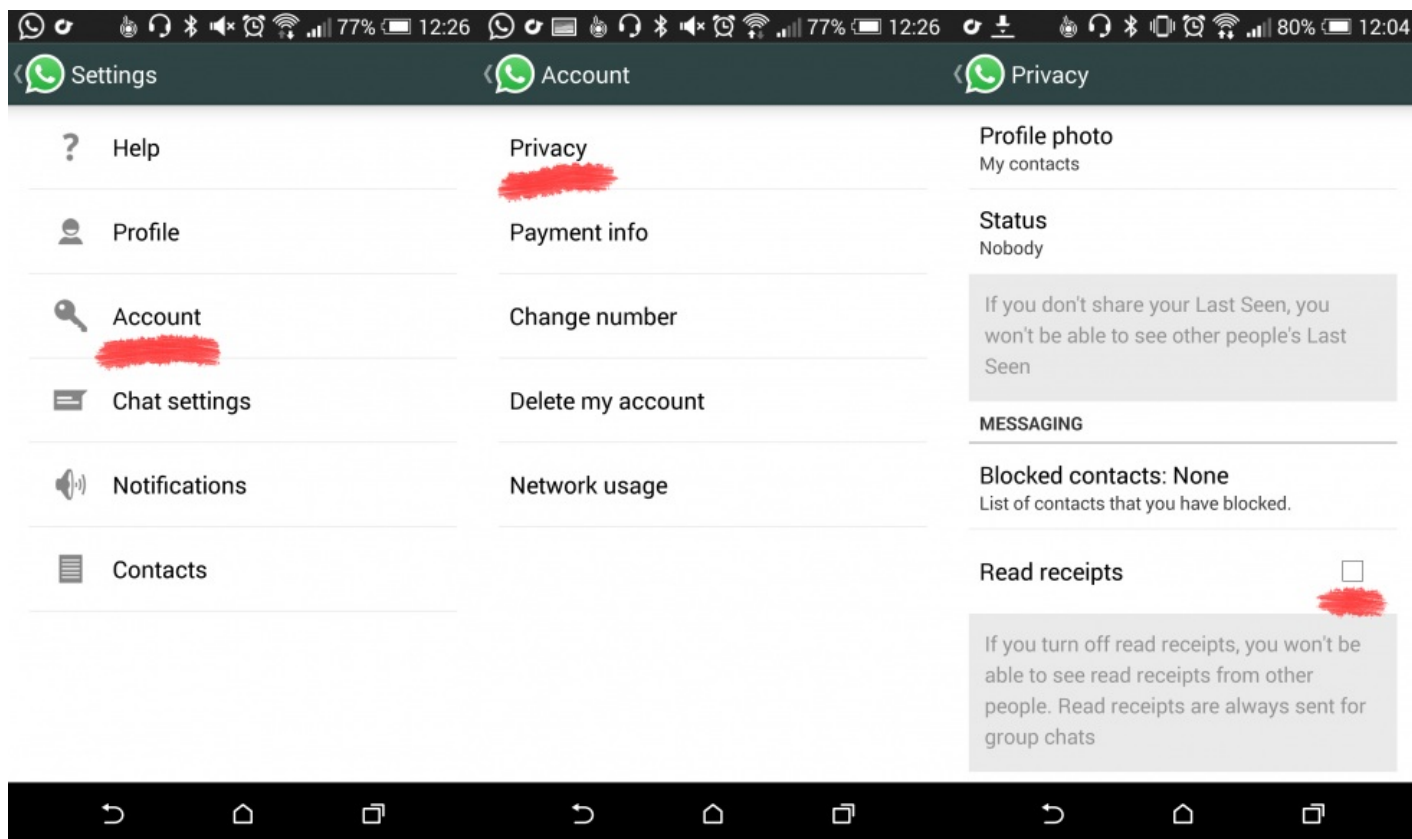 77% 12:26
Settings
Help
Profile
Account
Chat settings
Notifications
Contacts
77% 12:26
Account
Privacy
Payment info
Change number
Delete my account
Network usage
80% 12:04
Privacy
Profile photo
My contacts
Status
Nobody
If you don't share your Last Seen, you
won't be able to see other people's Last
Seen
MESSAGING
Blocked contacts: None
List of contacts that you have blocked.
Read receipts
If you turn off read receipts, you won't be
able to see read receipts from other
people. Read receipts are always sent for
group chats